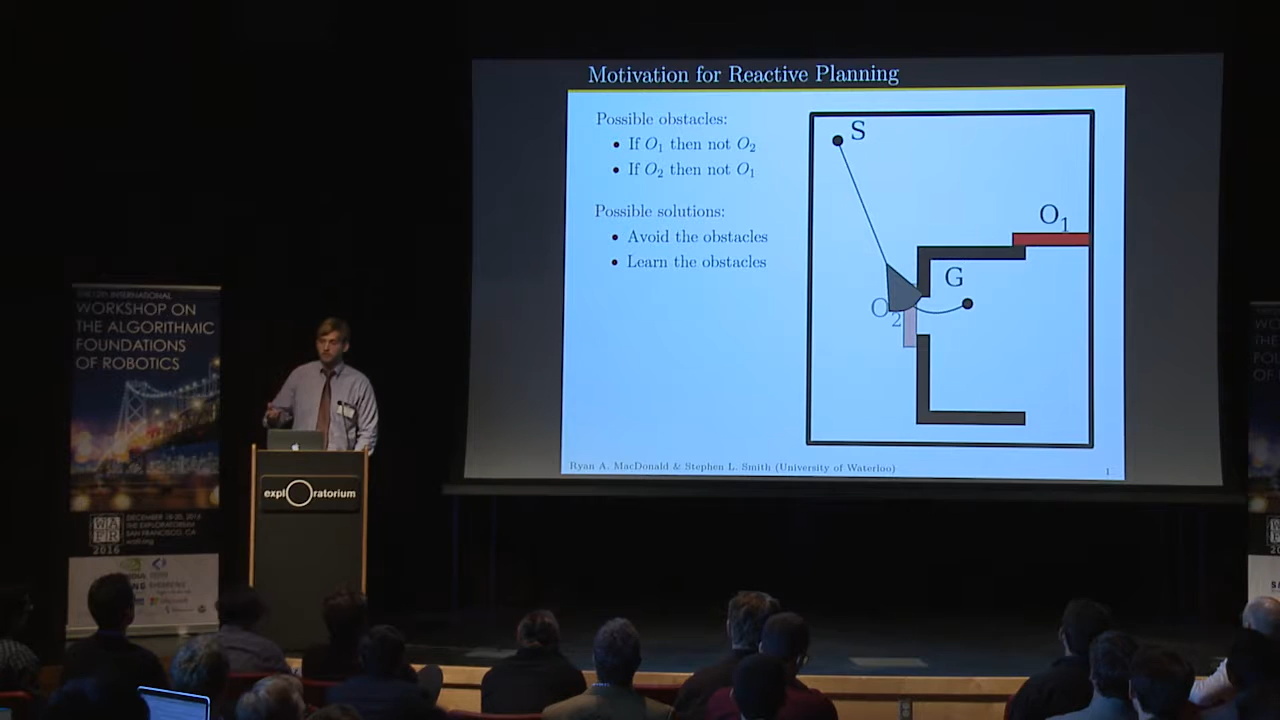 Motivation for Reactive Planning
Possible obstacles:
• If O1 then not O2
• If O2 then not O1
Possible solutions:
• Avoid the obstacles
• Learn the obstacles
S
O1
G
O2
Ryan A. MacDonald & Stephen L. Smith (University of Waterloo)
1
THE 12TH INTERNATIONAL
WORKSHOP ON
THE ALGORITHMIC
FOUNDATIONS
OF ROBOTICS
WAFR
2016
DECEMBER 18-20, 2016
THE EXPLORATORIUM
SAN FRANCISCO, CA
explOratorium